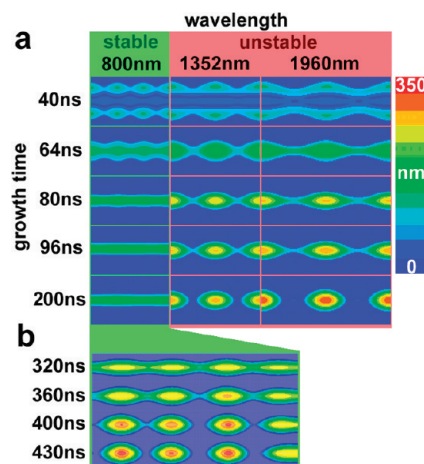 wavelength
a
stable
unstable
800nm
1352nm
1960nm
350
nm
0
growth time
40ns
64ns
80ns
96ns
200ns
b
320ns
360ns
400ns
430ns